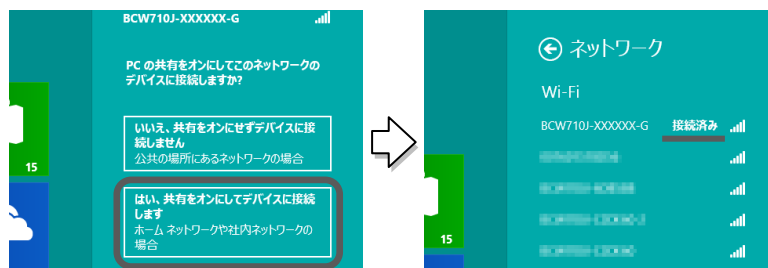 BCW710J-XXXXXX-G
PC の共有をオンにしてこのネットワークの
デバイスに接続しますか?
いいえ、共有をオンにせずデバイスに接
続しません
公共の場所にあるネットワークの場合
15
はい、共有をオンにしてデバイスに接続
します
ホーム ネットワークや社内ネットワークの
場合
ネットワーク
Wi-Fi
BCW710J-XXXXXX-G 接続済み
15